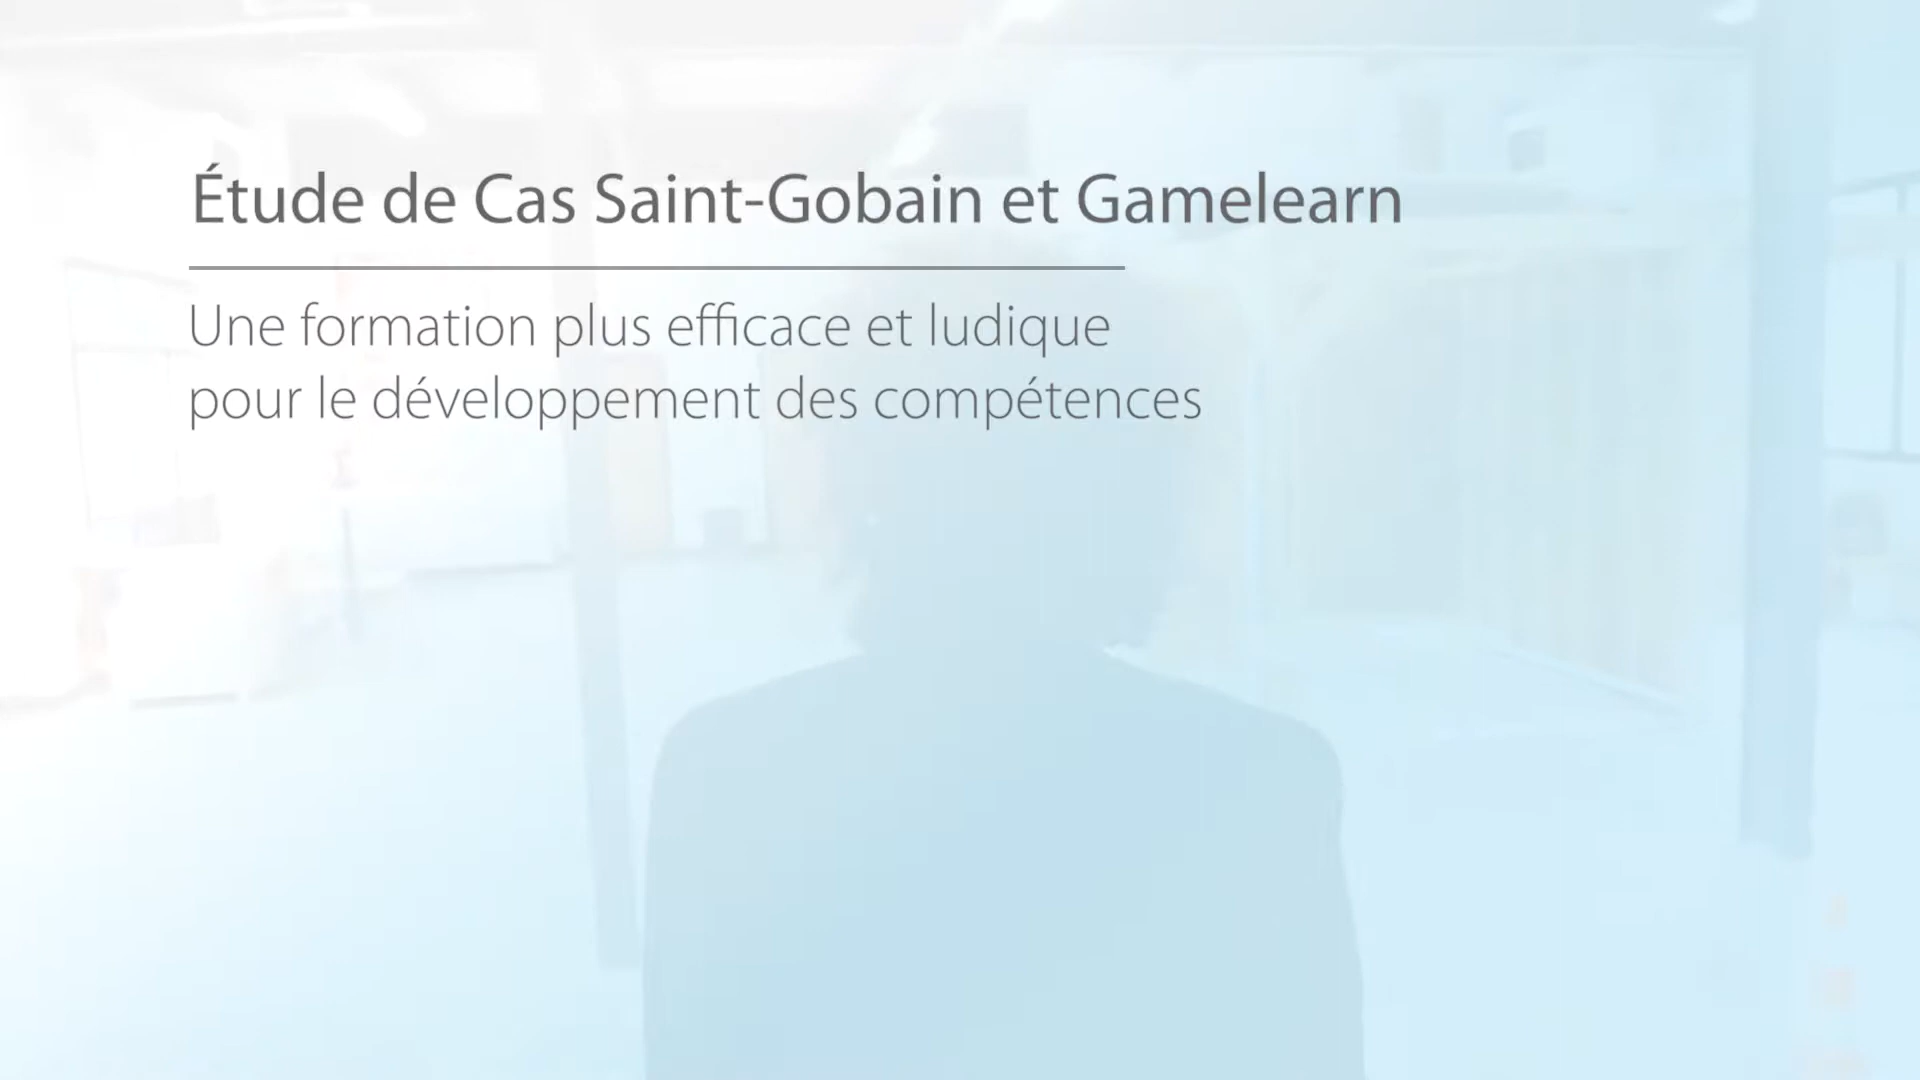 Étude de Cas Saint-Gobain et Gamelearn
Une formation plus efficace et ludique
pour le développement des compétences